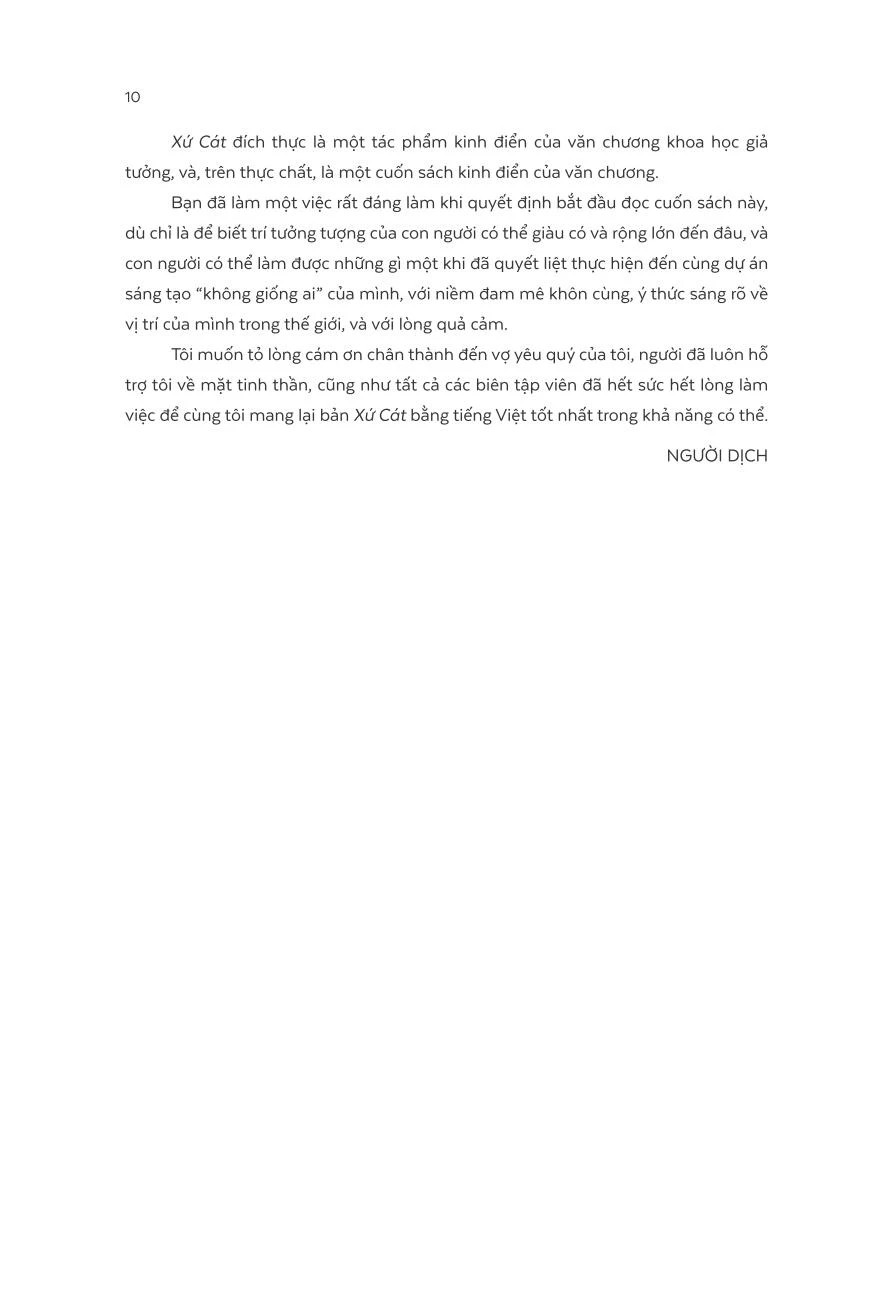 10
Xứ Cát đích thực là một tác phẩm kinh điển của văn chương khoa học giả
tưởng, và, trên thực chất, là một cuốn sách kinh điển của văn chương.
Bạn đã làm một việc rất đáng làm khi quyết định bắt đầu đọc cuốn sách này,
dù chỉ là để biết trí tưởng tượng của con người có thể giàu có và rộng lớn đến đâu, và
con người có thể làm được những gì một khi đã quyết liệt thực hiện đến cùng dự án
sáng tạo “không giống ai” của mình, với niềm đam mê khôn cùng, ý thức sáng rõ về
vị trí của mình trong thế giới, và với lòng quả cảm.
Tôi muốn tỏ lòng cám ơn chân thành đến vợ yêu quý của tôi, người đã luôn hỗ
trợ tôi về mặt tinh thần, cũng như tất cả các biên tập viên đã hết sức hết lòng làm
việc để cùng tôi mang lại bản Xứ Cát bằng tiếng Việt tốt nhất trong khả năng có thể.
NGƯỜI DỊCH